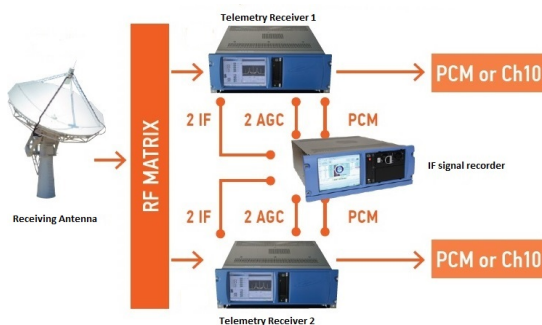 Telemetry Receiver 1
PCM or Ch10
2 IF
2 AGC
PCM
RF MATRIX
IF signal recorder
Receiving Antenna
2 IF
2 AGC
PCM
PCM or Ch10
Telemetry Receiver 2